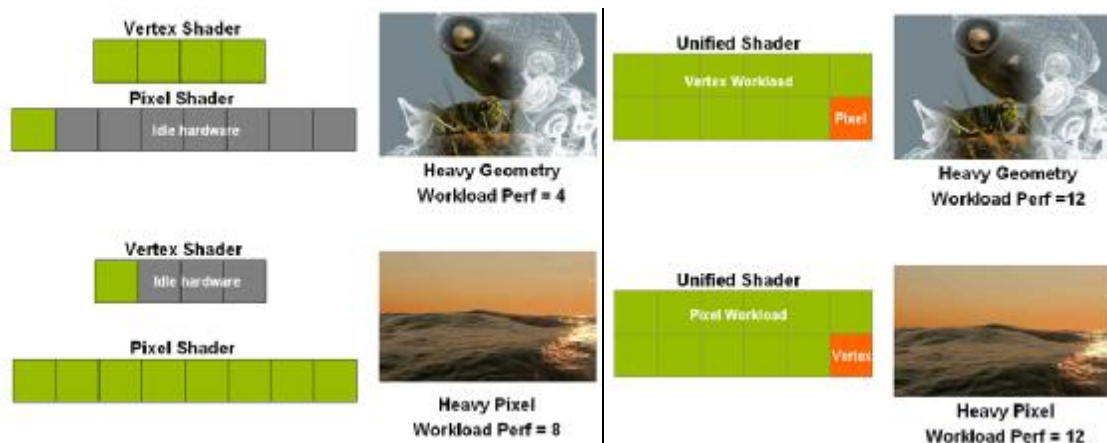 Vertex Shader
Pixel Shader
Idle hardware
Heavy Geometry
Workload Perf = 4
Vertex Shader
Idle hardware
Pixel Shader
Heavy Pixel
Workload Perf = 8
Unified Shader
Vertex Workload
Pixel
Heavy Geometry
Workload Perf =12
Unified Shader
Pixel Workload
Vertex
Heavy Pixel
Workload Perf = 12